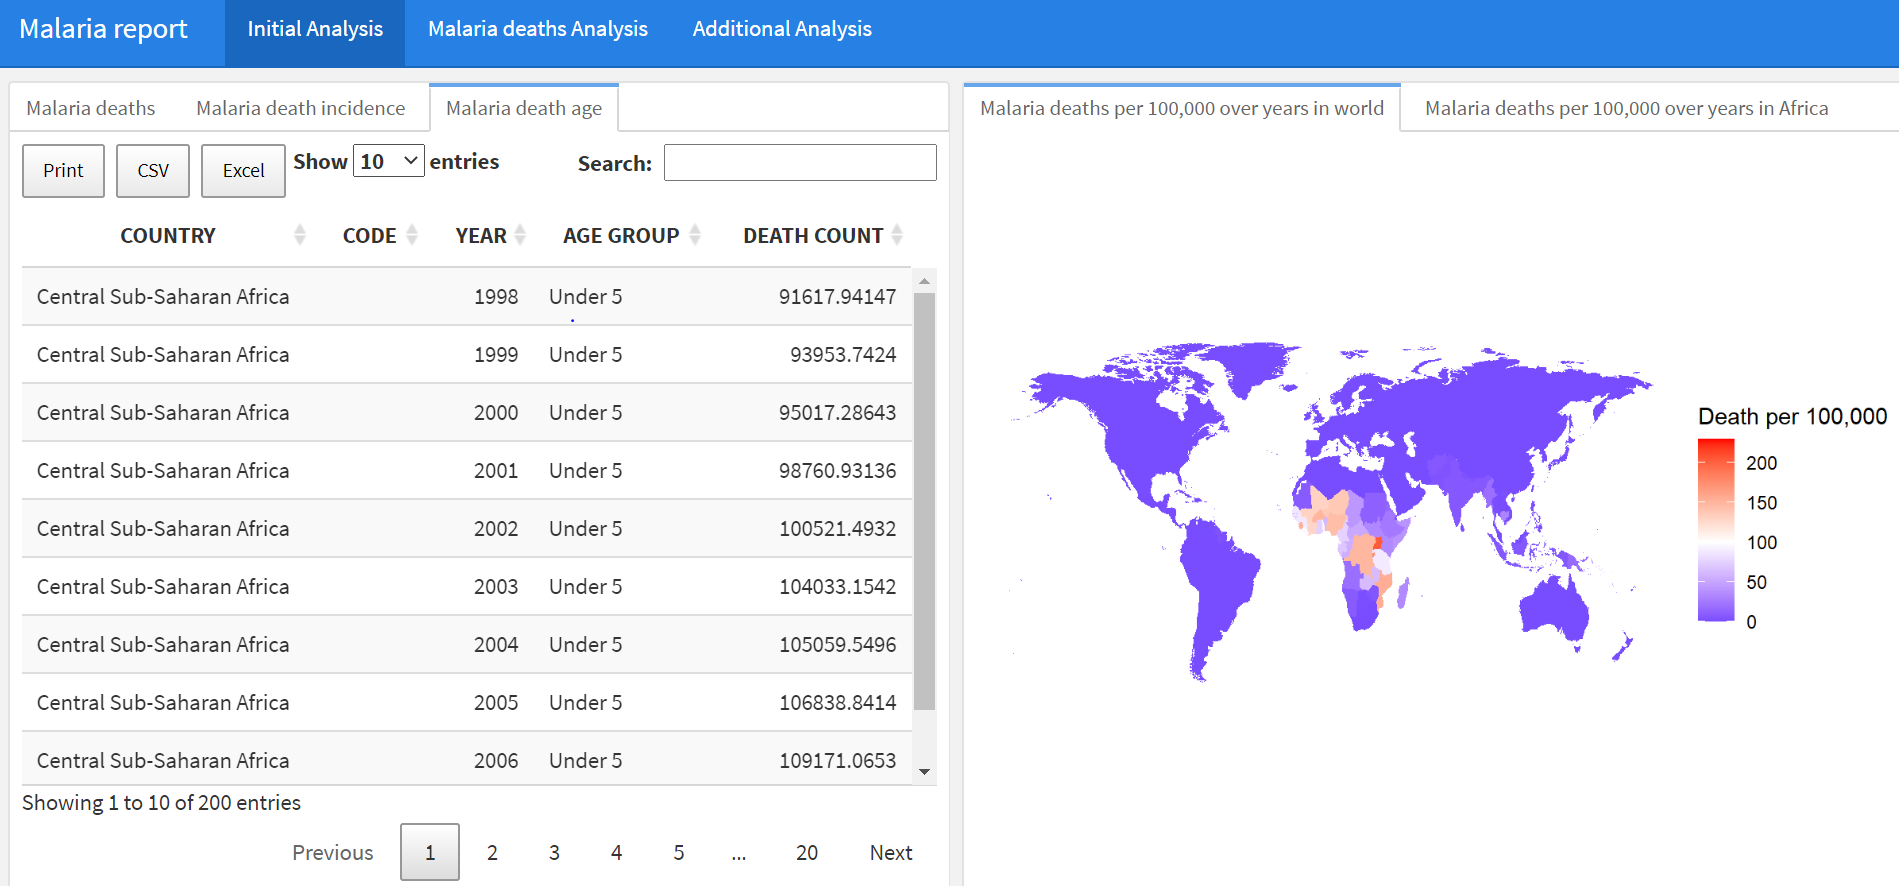 Malaria report Initial Analysis Malaria deaths Analysis Additional Analysis
Malaria deaths Malaria death incidence Malaria death age
Print CSV Excel Show 10 entries Search:
COUNTRY CODE YEAR AGE GROUP DEATH COUNT
Central Sub-Saharan Africa 1998 Under 5 91617.94147
Central Sub-Saharan Africa 1999 Under 5 93953.7424
Central Sub-Saharan Africa 2000 Under 5 95017.28643
Central Sub-Saharan Africa 2001 Under 5 98760.93136
Central Sub-Saharan Africa 2002 Under 5 100521.4932
Central Sub-Saharan Africa 2003 Under 5 104033.1542
Central Sub-Saharan Africa 2004 Under 5 105059.5496
Central Sub-Saharan Africa 2005 Under 5 106838.8414
Central Sub-Saharan Africa 2006 Under 5 109171.0653
Showing 1 to 10 of 200 entries
Previous 1 2 3 4 5 ... 20 Next
Malaria deaths per 100,000 over years in world Malaria deaths per 100,000 over years in Africa
Death per 100,000
200
150
100
50
0